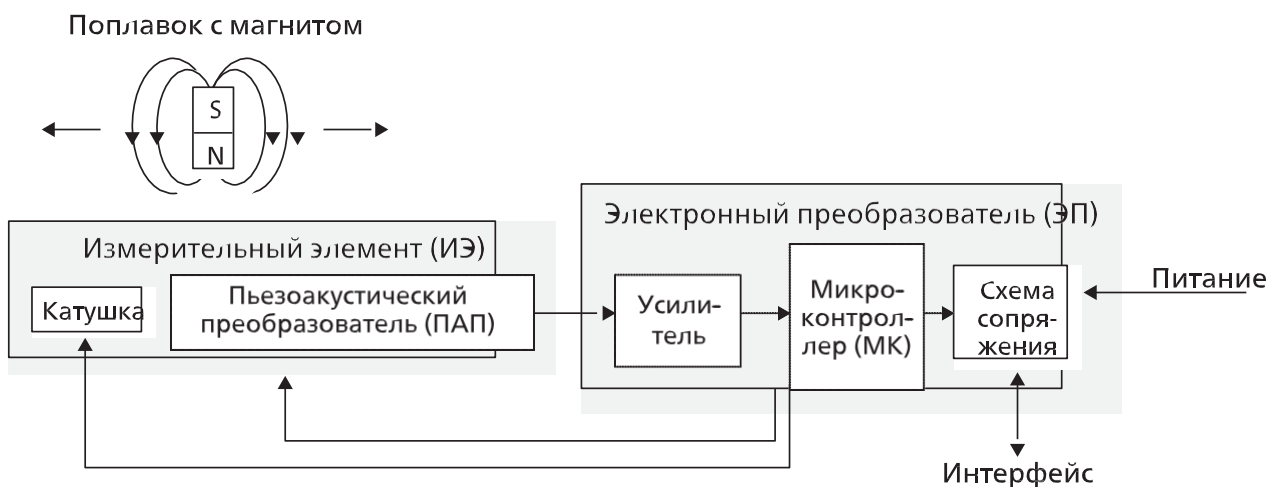 Поплавок с магнитом
S
N
Электронный преобразователь (ЭП)
Измерительный элемент (ИЭ)
Катушка
Пьезоакустический
преобразователь (ПАП)
Усили-
тель
Микро-
контрол-
лер (МК)
Схема
сопря-
жения
Питание
Интерфейс